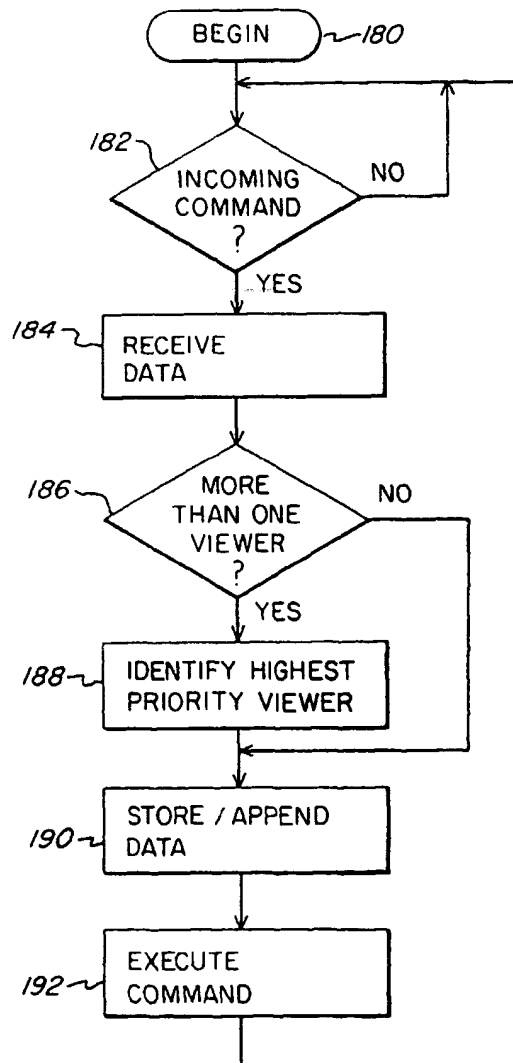 BEGIN
180
182
INCOMING
COMMAND
?
NO
YES
184
RECEIVE
DATA
186
MORE
THAN ONE
VIEWER
?
NO
YES
188
IDENTIFY HIGHEST
PRIORITY VIEWER
190
STORE / APPEND
DATA
192
EXECUTE
COMMAND